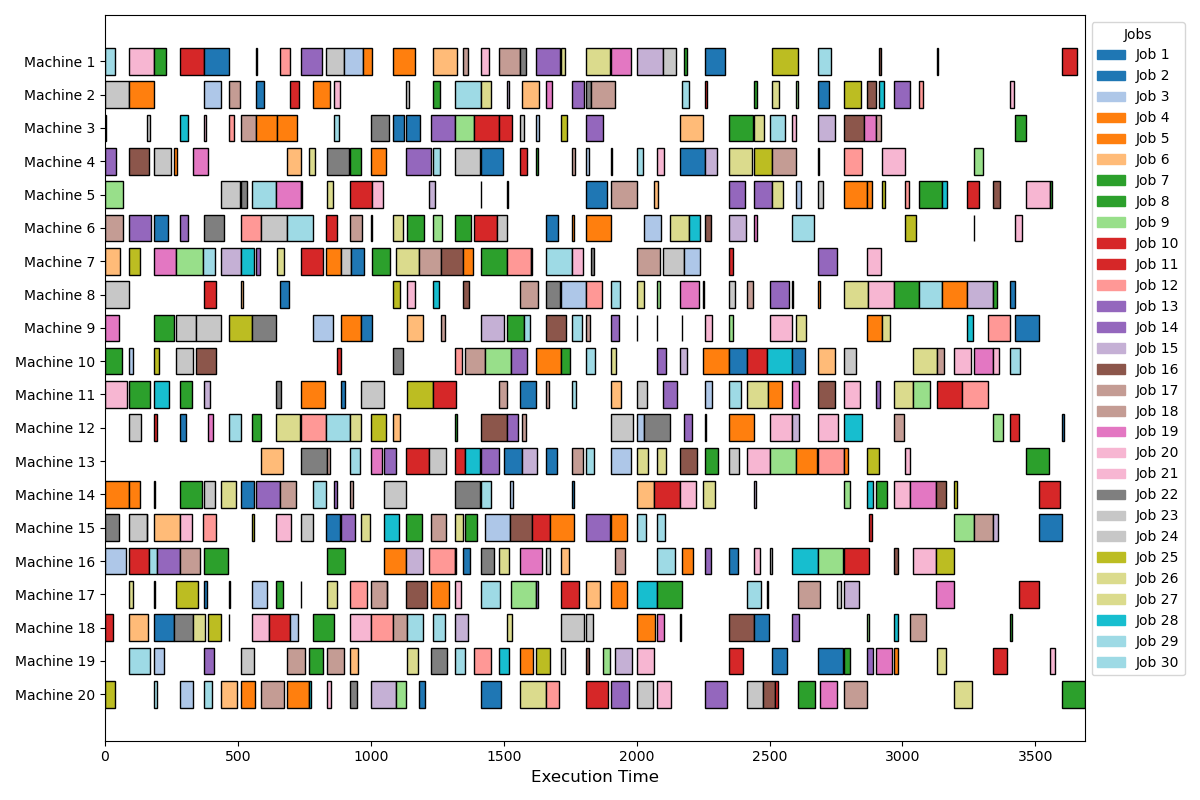 Machine 1
Machine 2
Machine 3
Machine 4
Machine 5
Machine 6
Machine 7
Machine 8
Machine 9
Machine 10
Machine 11
Machine 12
Machine 13
Machine 14
Machine 15
Machine 16
Machine 17
Machine 18
Machine 19
Machine 20
0 500 1000 1500 2000 2500 3000 3500
Execution Time
Jobs
Job 1
Job 2
Job 3
Job 4
Job 5
Job 6
Job 7
Job 8
Job 9
Job 10
Job 11
Job 12
Job 13
Job 14
Job 15
Job 16
Job 17
Job 18
Job 19
Job 20
Job 21
Job 22
Job 23
Job 24
Job 25
Job 26
Job 27
Job 28
Job 29
Job 30